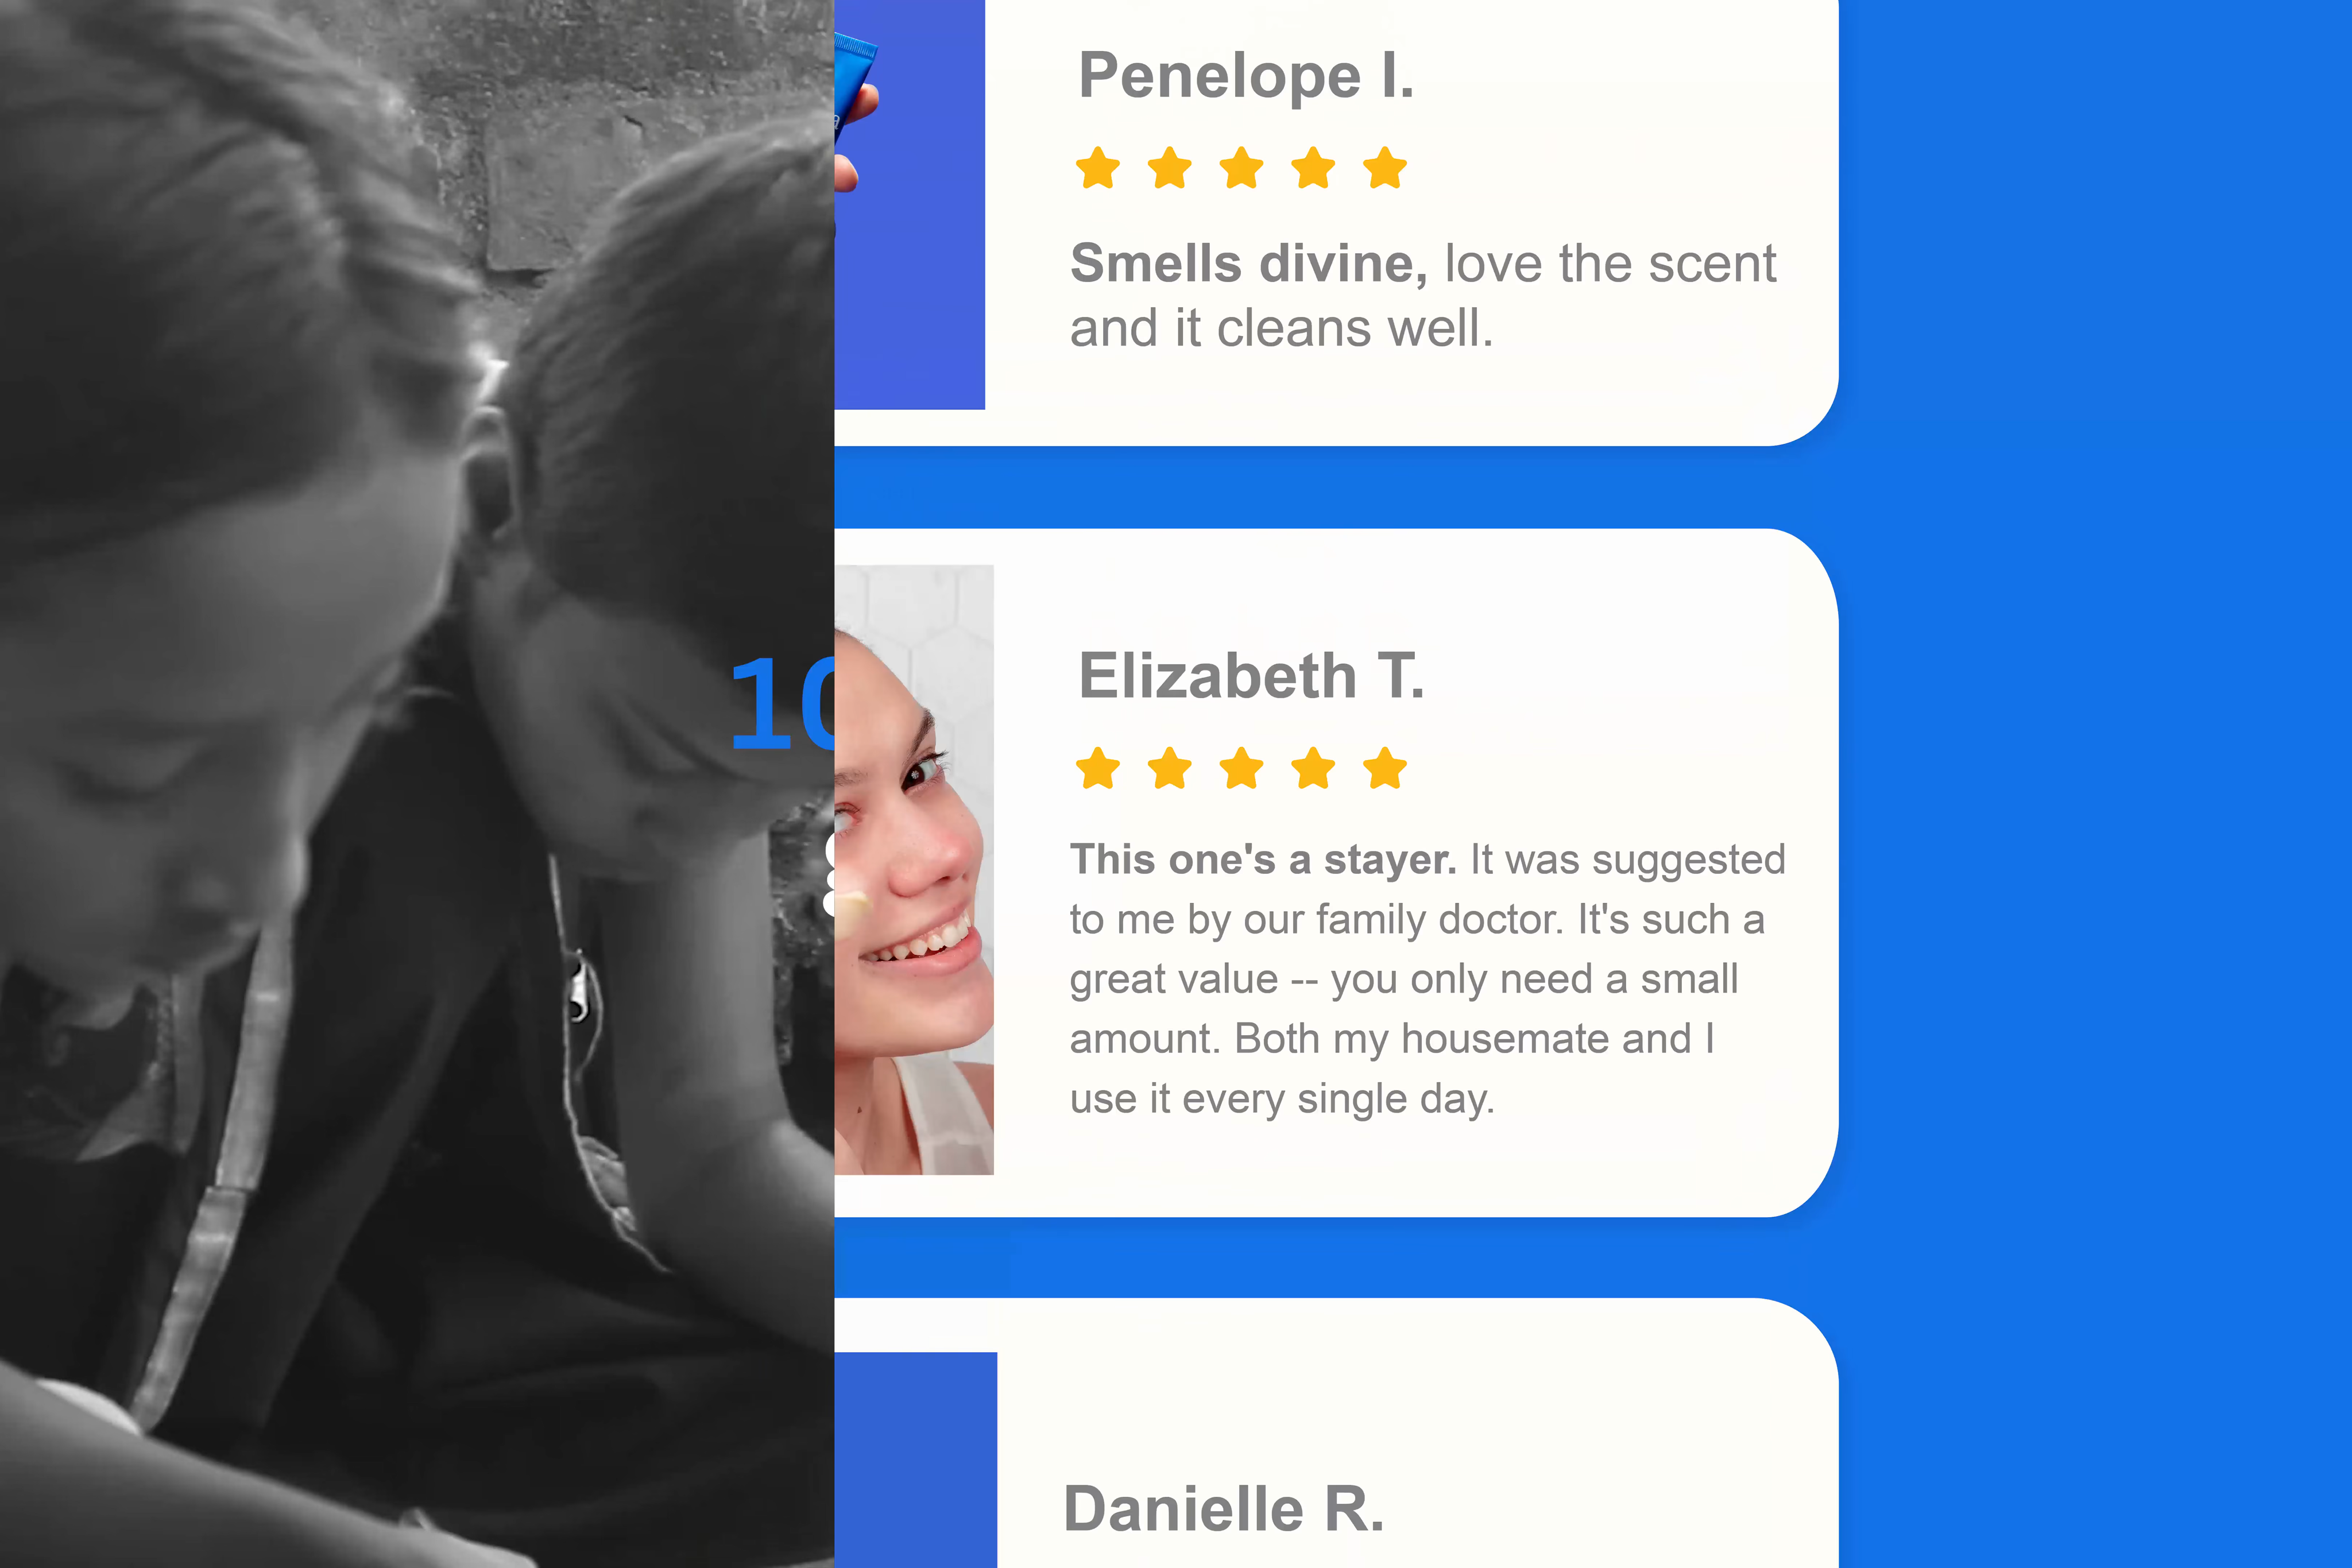 Penelope I.
Smells divine, love the scent
and it cleans well.
10
Elizabeth T.
This one's a stayer. It was suggested
to me by our family doctor. It's such a
great value -- you only need a small
amount. Both my housemate and I
use it every single day.
Danielle R.